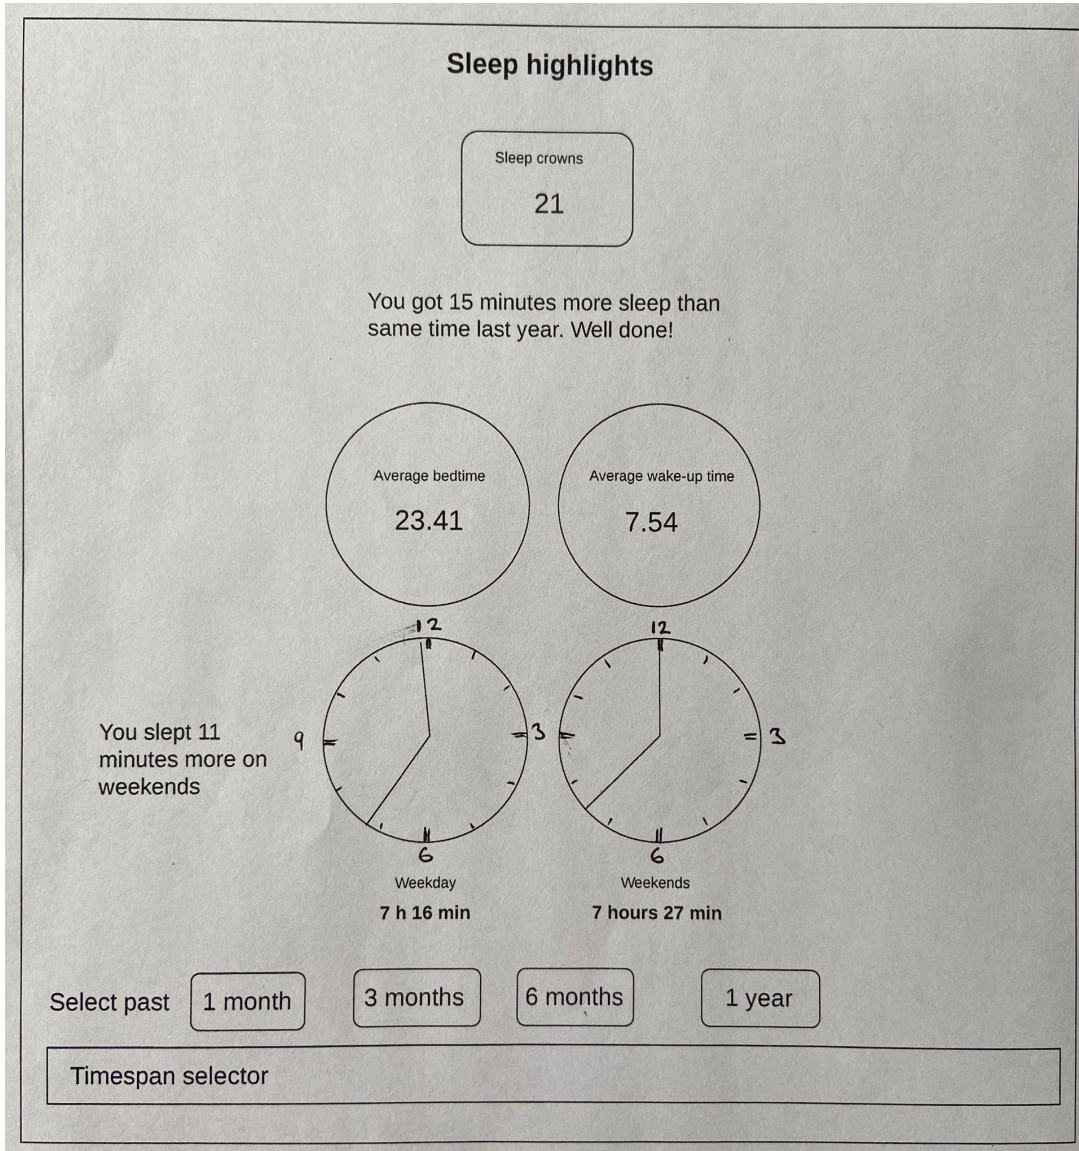 Sleep highlights
Sleep crowns
21
You got 15 minutes more sleep than
same time last year. Well done!
Average bedtime
23.41
Average wake-up time
7.54
You slept 11
minutes more on
weekends
12
3
6
9
12
3
6
Weekday
7 h 16 min
Weekends
7 hours 27 min
Select past
1 month
3 months
6 months
1 year
Timespan selector